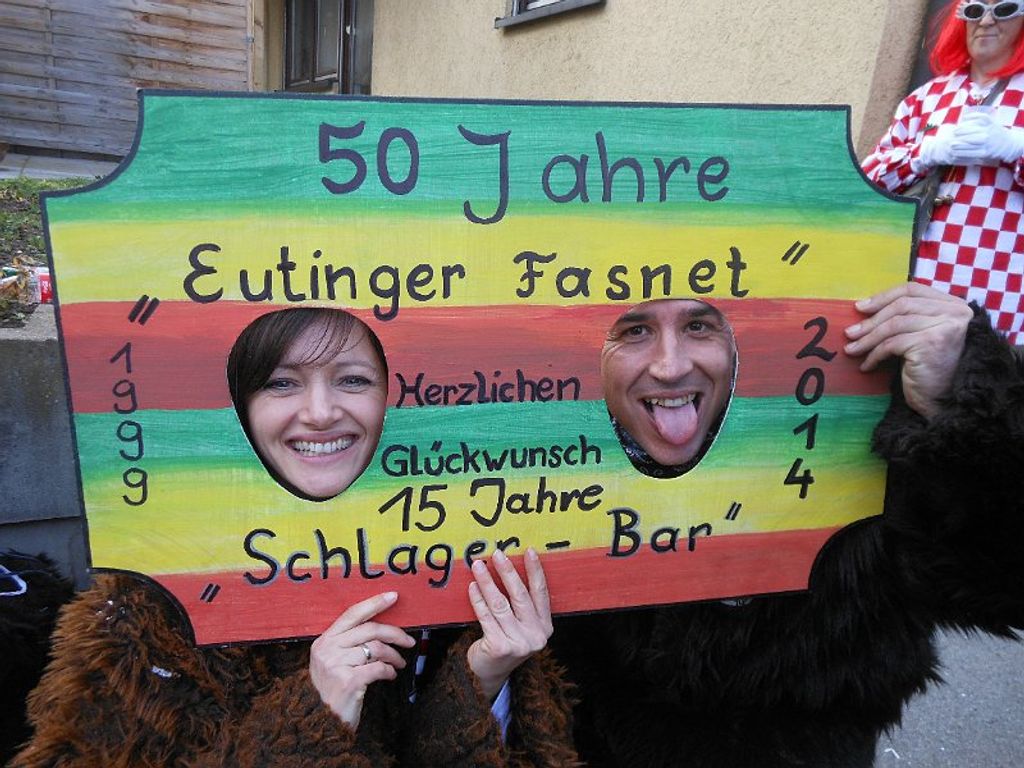 50 Jahre
"Eutinger Fasnet"
1999
2014
Herzlichen
Glückwunsch
15 Jahre
"Schlager - Bar"